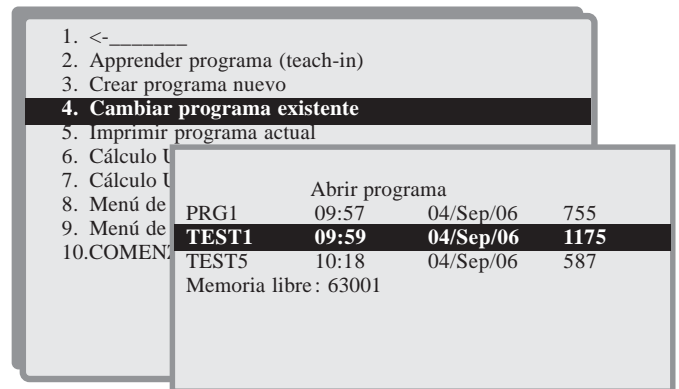 1. <-_______
2. Apprender programa (teach-in)
3. Crear programa nuevo
4. Cambiar programa existente
5. Imprimir programa actual
6. Cálculo
7. Cálculo
8. Menú de
9. Menú de
10.COMEN
Abrir programa
PRG1 09:57 04/Sep/06 755
TEST1 09:59 04/Sep/06 1175
TEST5 10:18 04/Sep/06 587
Memoria libre: 63001